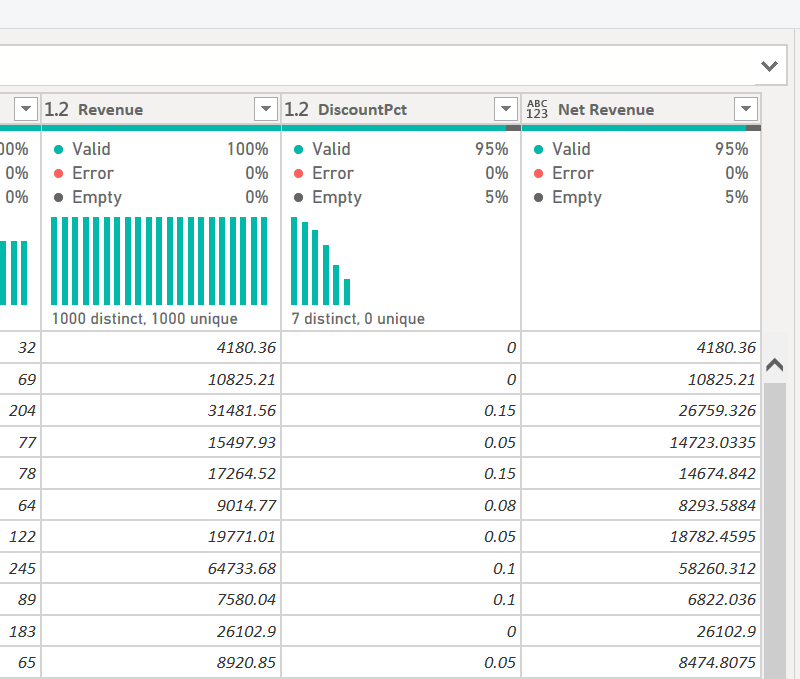 1.2 Revenue 1.2 DiscountPct ABC 123 Net Revenue
00% Valid 100% Valid 95% Valid 95%
0% Error 0% Error 0% Error 0%
0% Empty 0% Empty 5% Empty 5%
1000 distinct, 1000 unique 7 distinct, 0 unique
32 4180.36 0 4180.36
69 10825.21 0 10825.21
204 31481.56 0.15 26759.326
77 15497.93 0.05 14723.0335
78 17264.52 0.15 14674.842
64 9014.77 0.08 8293.5884
122 19771.01 0.05 18782.4595
245 64733.68 0.1 58260.312
89 7580.04 0.1 6822.036
183 26102.9 0 26102.9
65 8920.85 0.05 8474.8075